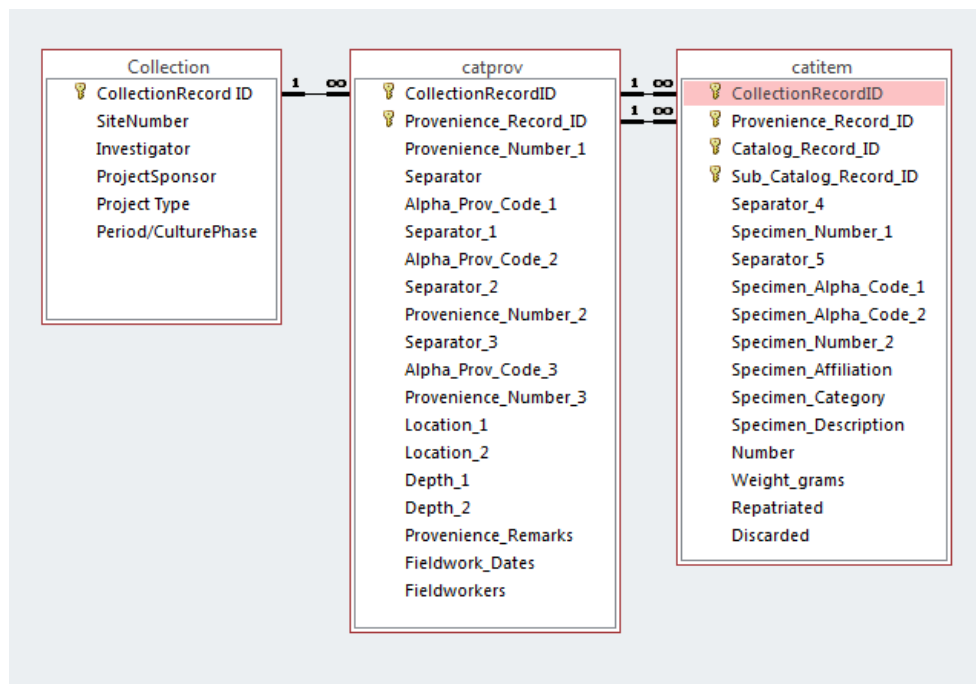 Collection
CollectionRecord ID
SiteNumber
Investigator
ProjectSponsor
Project Type
Period/CulturePhase
1 ∞
catprov
CollectionRecordID
Provenience_Record_ID
Provenience_Number_1
Separator
Alpha_Prov_Code_1
Separator_1
Alpha_Prov_Code_2
Separator_2
Provenience_Number_2
Separator_3
Alpha_Prov_Code_3
Provenience_Number_3
Location_1
Location_2
Depth_1
Depth_2
Provenience_Remarks
Fieldwork_Dates
Fieldworkers
1 ∞
1 ∞
catitem
CollectionRecordID
Provenience_Record_ID
Catalog_Record_ID
Sub_Catalog_Record_ID
Separator_4
Specimen_Number_1
Separator_5
Specimen_Alpha_Code_1
Specimen_Alpha_Code_2
Specimen_Number_2
Specimen_Affiliation
Specimen_Category
Specimen_Description
Number
Weight_grams
Repatriated
Discarded